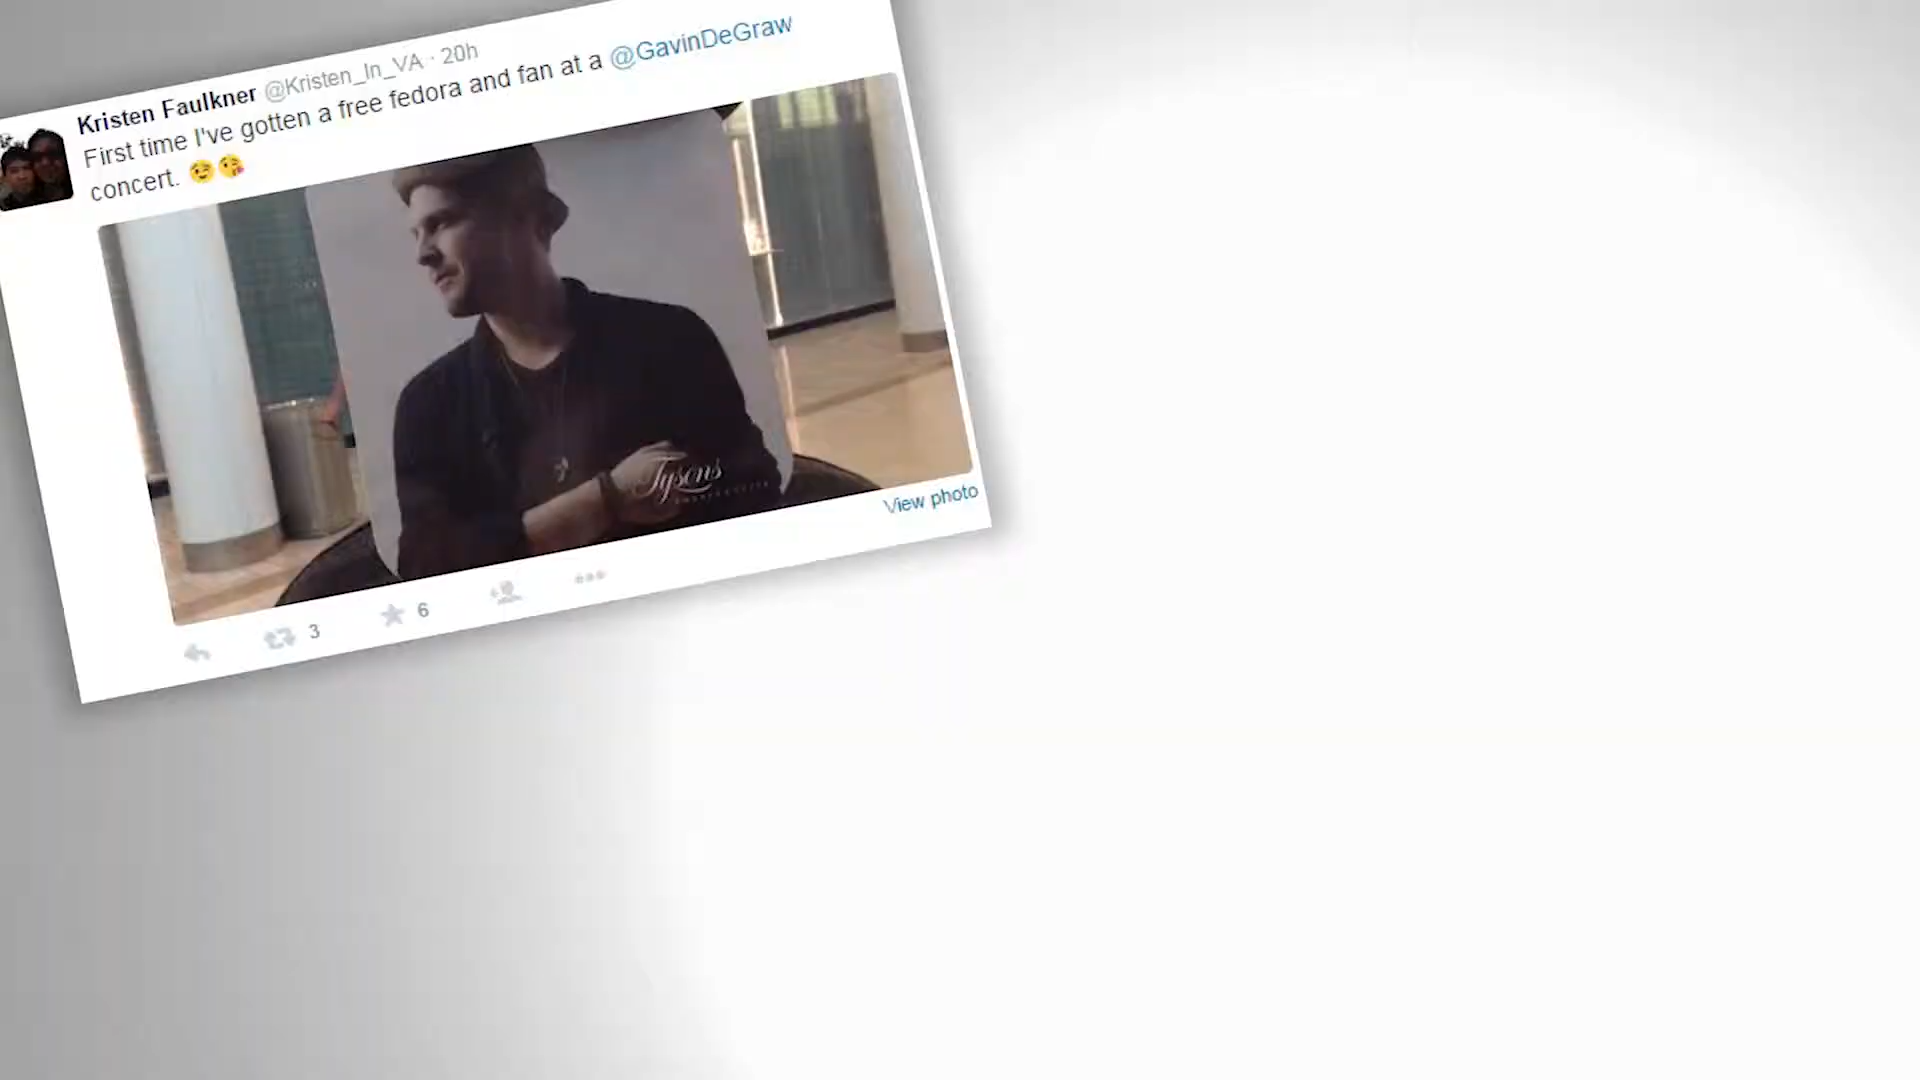 Kristen Faulkner @Kristen_In_VA · 20h
First time I've gotten a free fedora and fan at a @GavinDeGraw
concert. 😉😘
Tysons
View photo
3 6